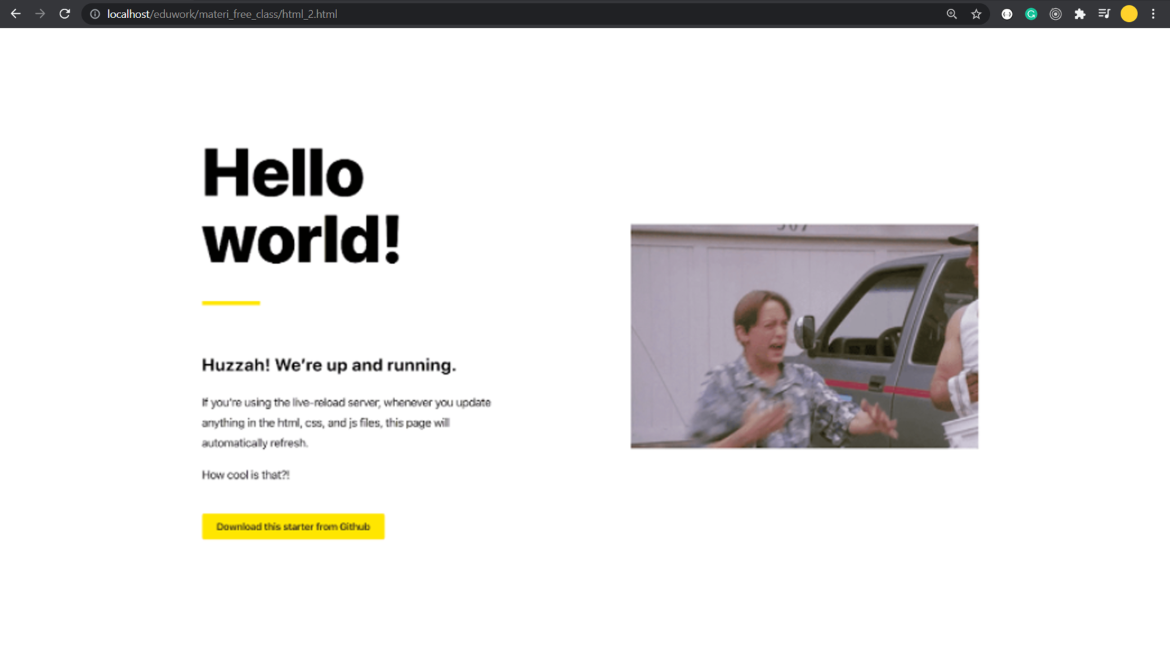 localhost/eduwork/materi_free_class/html_2.html
Hello
world!
Huzzah! We're up and running.
If you're using the live-reload server, whenever you update
anything in the html, css, and js files, this page will
automatically refresh.
How cool is that?!
Download this starter from Github